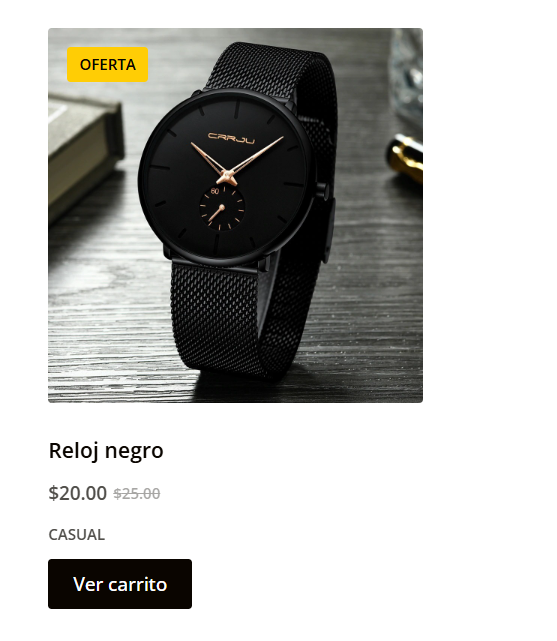 OFERTA
CRRJU
60
Reloj negro
$20.00 $25.00
CASUAL
Ver carrito